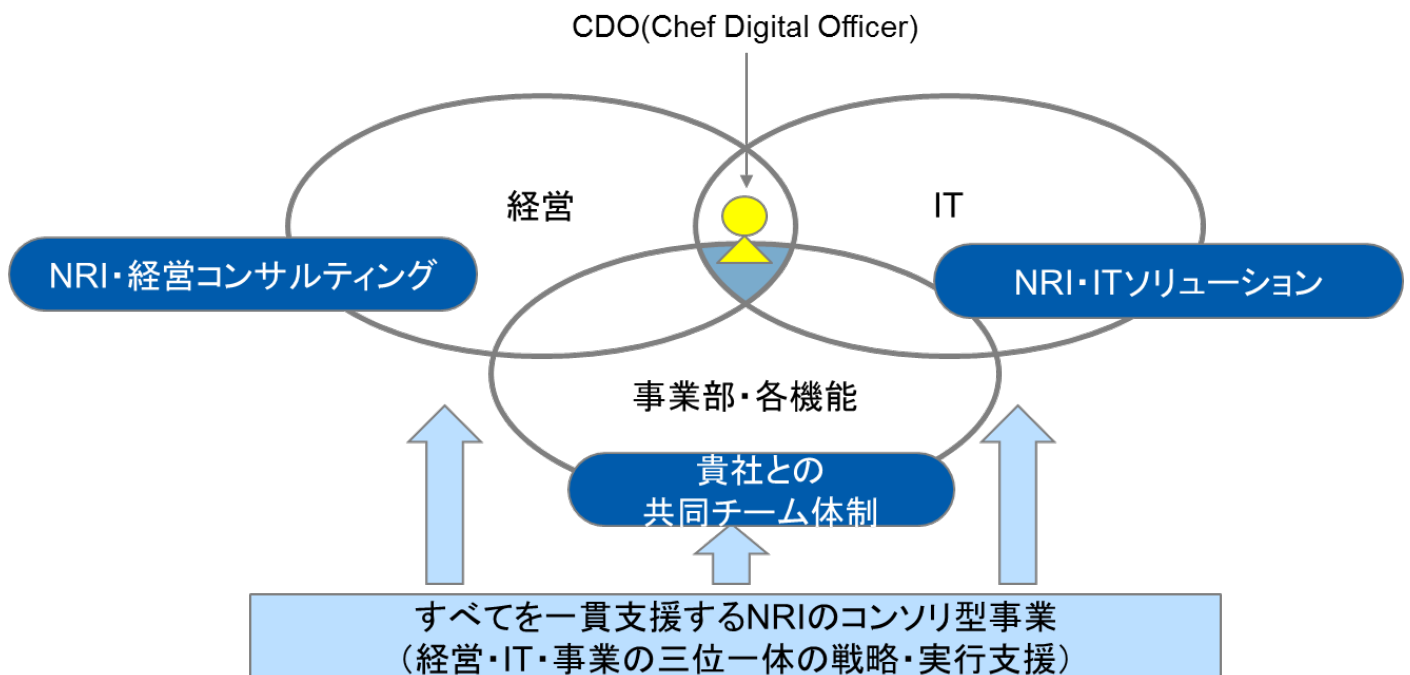 CDO(Chef Digital Officer)
経営
IT
NRI・経営コンサルティング
NRI・ITソリューション
事業部・各機能
貴社との
共同チーム体制
すべてを一貫支援するNRIのコンソリ型事業
（経営・IT・事業の三位一体の戦略・実行支援）